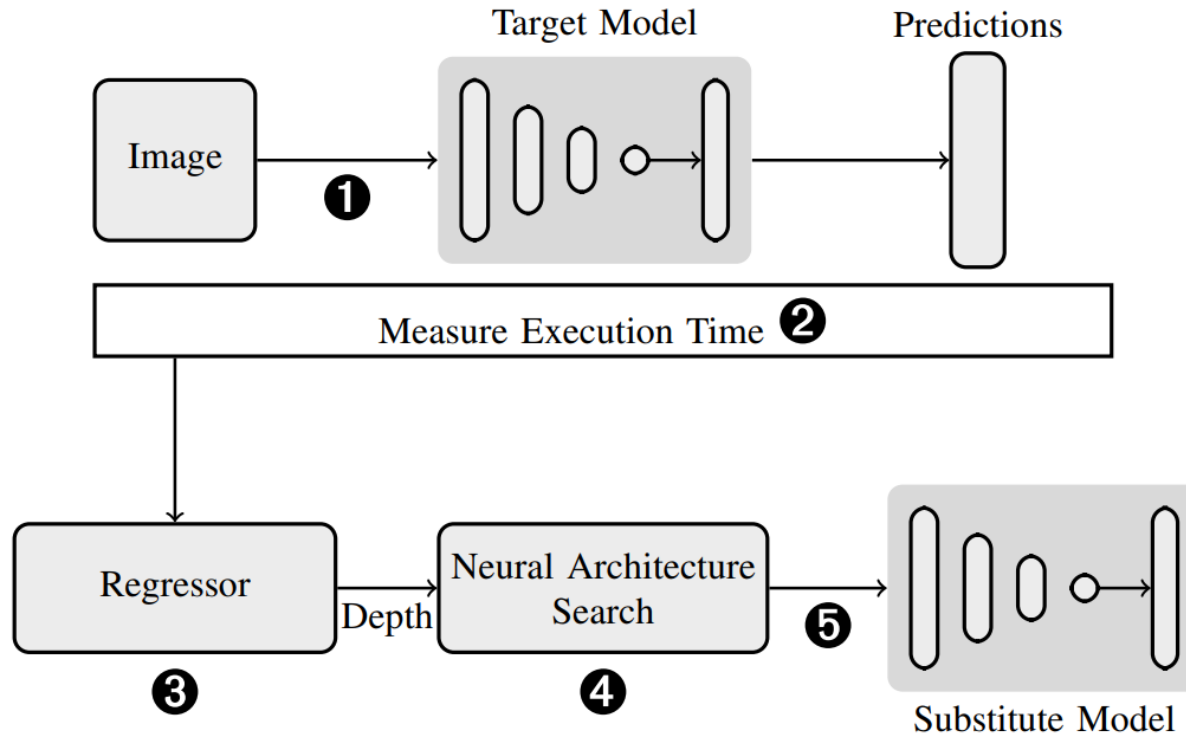 Target Model
Predictions
Image
❶
Measure Execution Time ❷
Regressor
Depth
Neural Architecture
Search
❺
❸
❹
Substitute Model